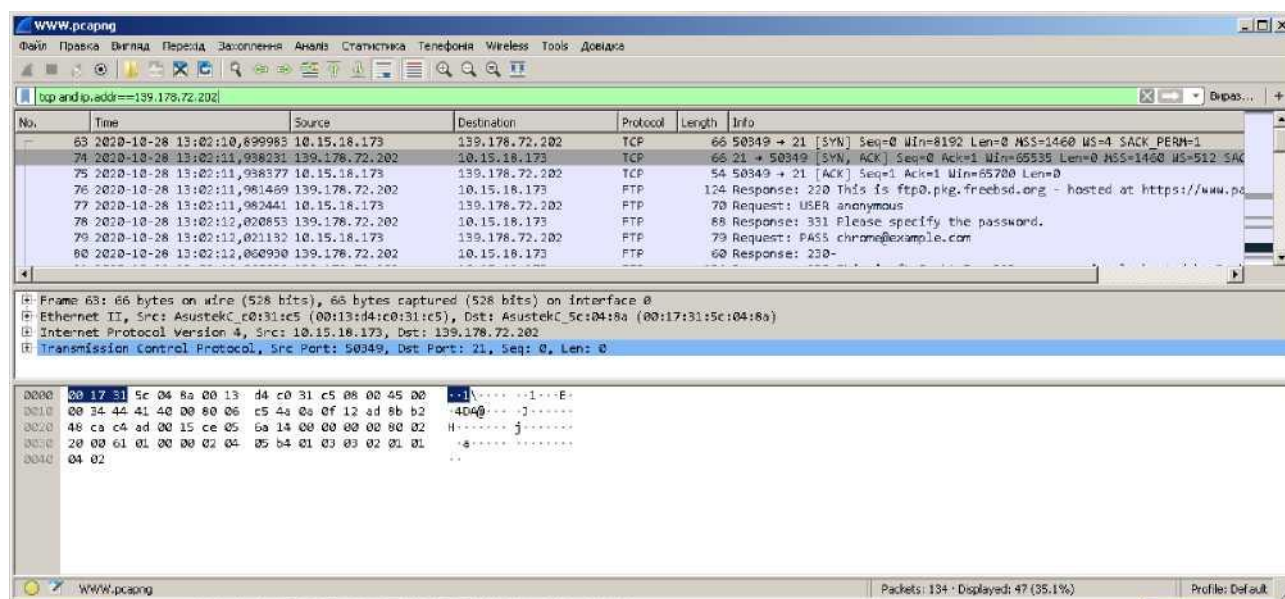 WWW.pcapng
Файл Правка Вигляд Перехід Захоплення Аналіз Статистика Телефонія Wireless Tools Довідка
tcp and ip.addr==139.178.72.202 Вираз... +
No. Time Source Destination Protocol Length Info
63 2020-10-28 13:02:10,899983 10.15.18.173 139.178.72.202 TCP 66 50349 → 21 [SYN] Seq=0 Win=8192 Len=0 MSS=1460 WS=4 SACK_PERM=1
74 2020-10-28 13:02:11,938231 139.178.72.202 10.15.18.173 TCP 66 21 → 50349 [SYN, ACK] Seq=0 Ack=1 Win=65535 Len=0 MSS=1460 WS=512 SAC
75 2020-10-28 13:02:11,938377 10.15.18.173 139.178.72.202 TCP 54 50349 → 21 [ACK] Seq=1 Ack=1 Win=65700 Len=0
76 2020-10-28 13:02:11,981469 139.178.72.202 10.15.18.173 FTP 124 Response: 220 This is ftp0.pkg.freebsd.org - hosted at https://www.pa
77 2020-10-28 13:02:11,982441 10.15.18.173 139.178.72.202 FTP 70 Request: USER anonymous
78 2020-10-28 13:02:12,020853 139.178.72.202 10.15.18.173 FTP 88 Response: 331 Please specify the password.
79 2020-10-28 13:02:12,021132 10.15.18.173 139.178.72.202 FTP 79 Request: PASS chrome@example.com
80 2020-10-28 13:02:12,060930 139.178.72.202 10.15.18.173 FTP 60 Response: 230-
Frame 63: 66 bytes on wire (528 bits), 66 bytes captured (528 bits) on interface 0
Ethernet II, Src: AsustekC_c0:31:c5 (00:13:d4:c0:31:c5), Dst: AsustekC_5c:04:8a (00:17:31:5c:04:8a)
Internet Protocol Version 4, Src: 10.15.18.173, Dst: 139.178.72.202
Transmission Control Protocol, Src Port: 50349, Dst Port: 21, Seq: 0, Len: 0
0000 00 17 31 5c 04 8a 00 13 d4 c0 31 c5 08 00 45 00 ··1\···· ··1···E·
0010 00 34 44 41 40 00 80 06 c5 4a 0a 0f 12 ad 8b b2 ·4DA@··· ·J······
0020 48 ca c4 ad 00 15 ce 05 6a 14 00 00 00 00 80 02 H······· j·······
0030 20 00 61 01 00 00 02 04 05 b4 01 03 03 02 01 01 ·a····· ········
0040 04 02 ··
WWW.pcapng Packets: 134 · Displayed: 47 (35.1%) Profile: Default